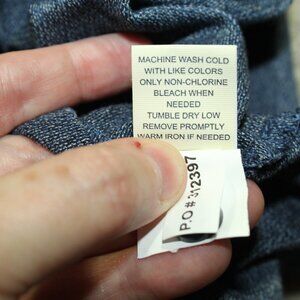 MACHINE WASH COLD
WITH LIKE COLORS
ONLY NON-CHLORINE
BLEACH WHEN
NEEDED
TUMBLE DRY LOW
REMOVE PROMPTLY
WARM IRON IF NEEDED
P.O # 312397